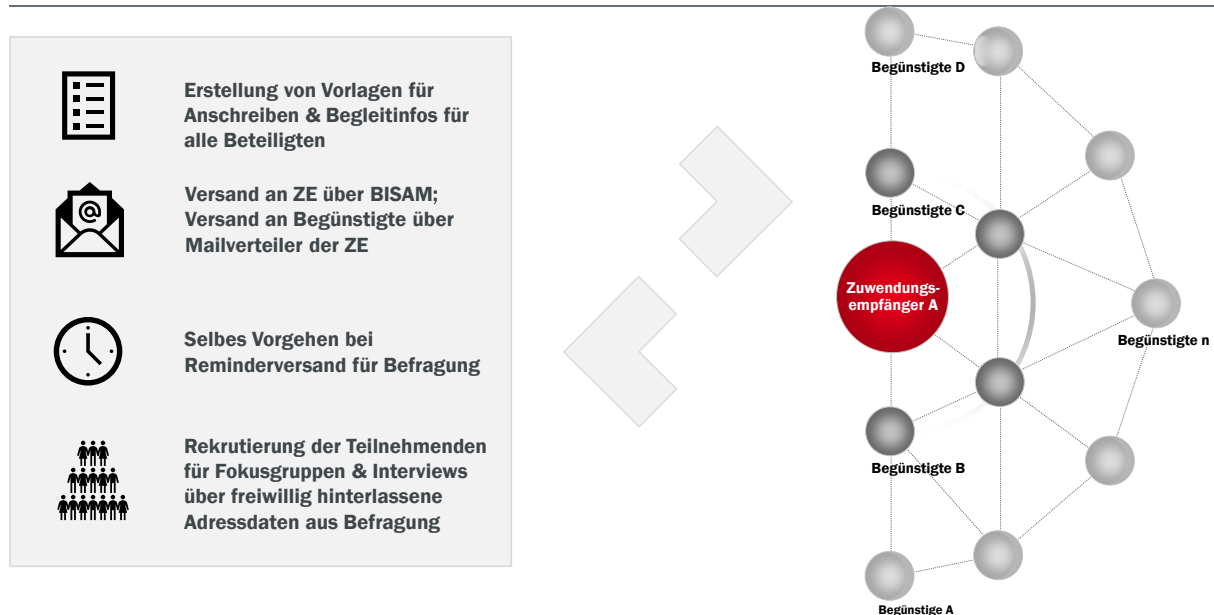 Erstellung von Vorlagen für
Anschreiben & Begleitinfos für
alle Beteiligten
@
Versand an ZE über BISAM;
Versand an Begünstigte über
Mailverteiler der ZE
Selbes Vorgehen bei
Reminderversand für Befragung
Rekrutierung der Teilnehmenden
für Fokusgruppen & Interviews
über freiwillig hinterlassene
Adressdaten aus Befragung
Begünstigte D
Begünstigte C
Zuwendungs-
empfänger A
Begünstigte n
Begünstigte B
Begünstige A